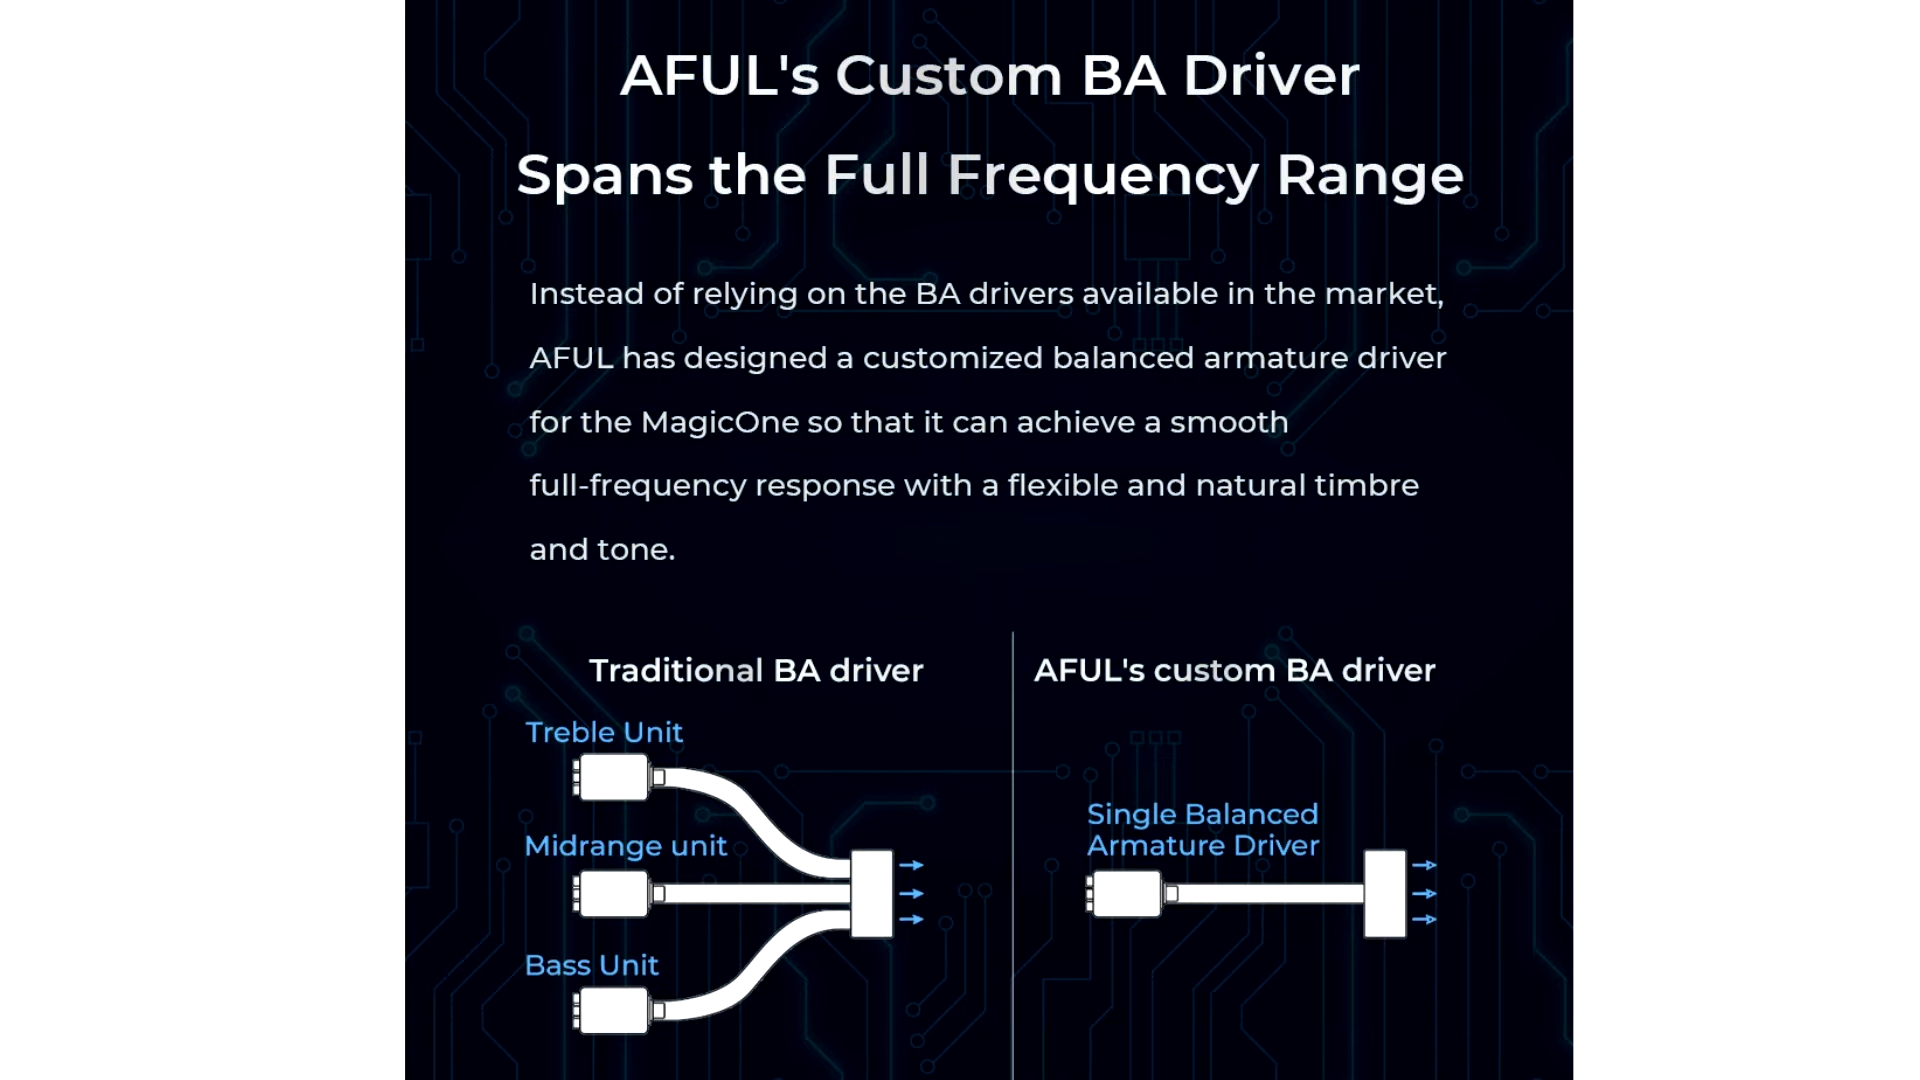 AFUL's Custom BA Driver
Spans the Full Frequency Range
Instead of relying on the BA drivers available in the market,
AFUL has designed a customized balanced armature driver
for the MagicOne so that it can achieve a smooth
full-frequency response with a flexible and natural timbre
and tone.
Traditional BA driver
Treble Unit
Midrange unit
Bass Unit
AFUL's custom BA driver
Single Balanced
Armature Driver